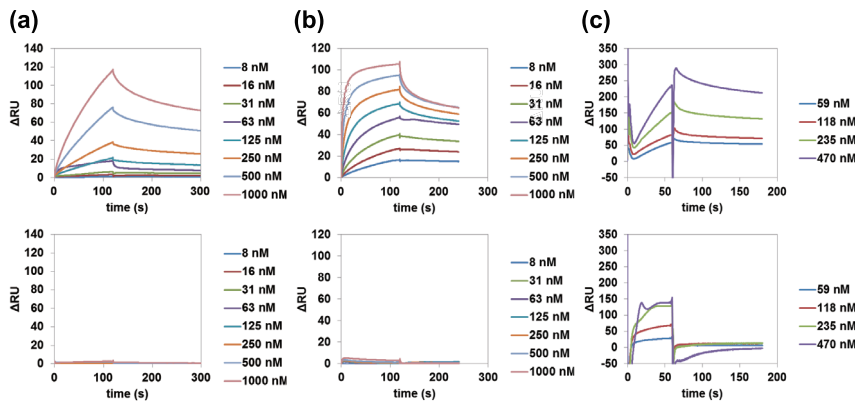 (a)
140
120
100
80
60
40
20
0
ΔRU
0 100 200 300
time (s)
8 nM
16 nM
31 nM
63 nM
125 nM
250 nM
500 nM
1000 nM
(b)
120
100
80
60
40
20
0
ΔRU
0 200 400
time (s)
8 nM
16 nM
31 nM
63 nM
125 nM
250 nM
500 nM
1000 nM
(c)
350
300
250
200
150
100
50
0
-50
ΔRU
0 50 100 150 200
time (s)
59 nM
118 nM
235 nM
470 nM
140
120
100
80
60
40
20
0
ΔRU
0 100 200 300
time (s)
8 nM
16 nM
31 nM
63 nM
125 nM
250 nM
500 nM
1000 nM
120
100
80
60
40
20
0
ΔRU
0 200 400
time (s)
8 nM
31 nM
63 nM
125 nM
250 nM
500 nM
1000 nM
350
300
250
200
150
100
50
0
-50
ΔRU
0 50 100 150 200
time (s)
59 nM
118 nM
235 nM
470 nM